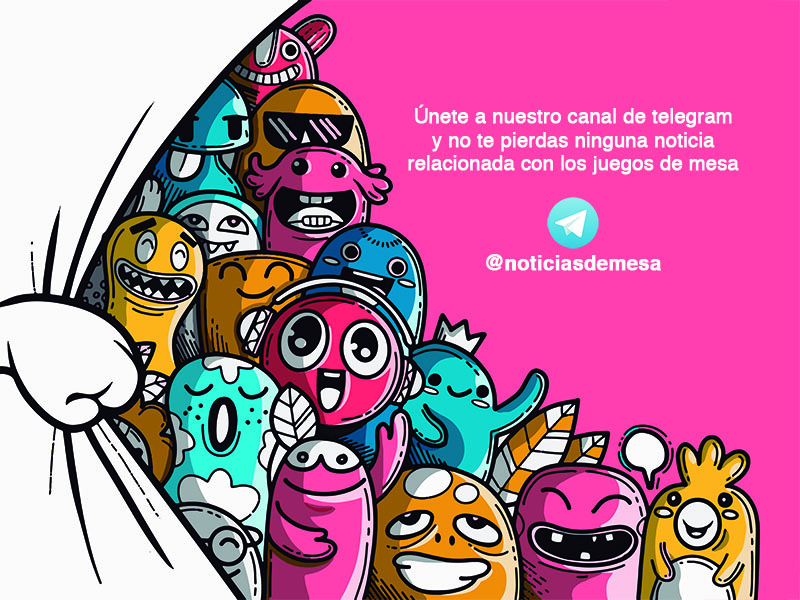 Únete a nuestro canal de telegram
y no te pierdas ninguna noticia
relacionada con los juegos de mesa
@noticiasdemesa